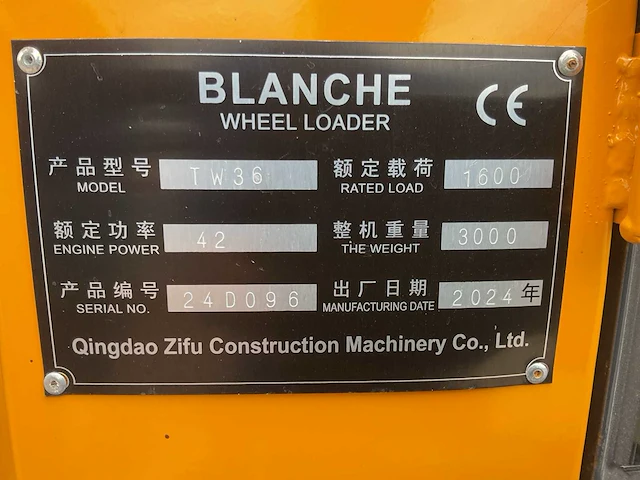 BLANCHE
CE
WHEEL LOADER
产品型号 TW36 额定载荷 1600
MODEL RATED LOAD
额定功率 42 整机重量 3000
ENGINE POWER THE WEIGHT
产品编号 24D096 出厂日期 2024年
SERIAL NO. MANUFACTURING DATE
Qingdao Zifu Construction Machinery Co., Ltd.